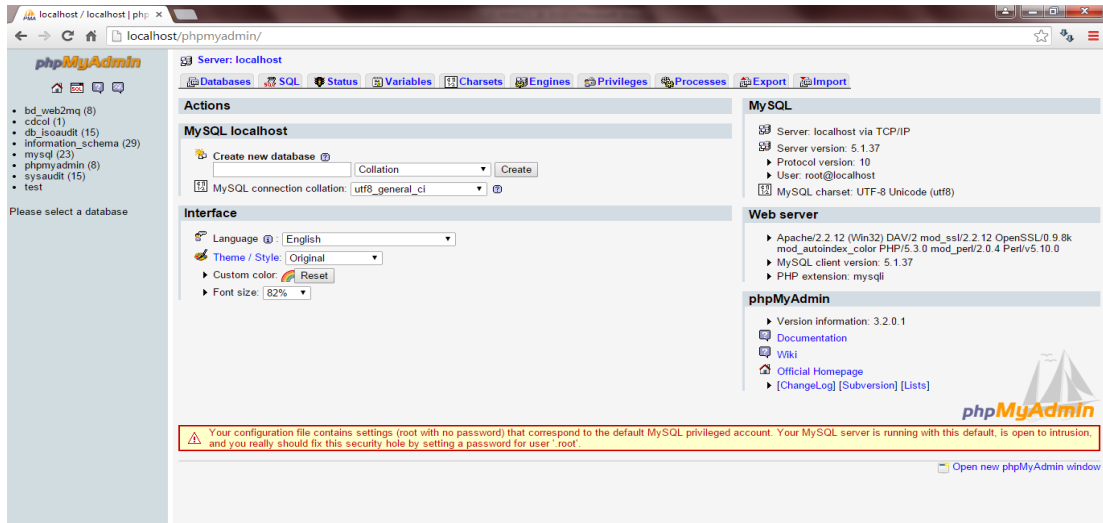 localhost / localhost | php
localhost/phpmyadmin/
phpMyAdmin
SQL
bd_web2mq (8)
cdcol (1)
db_isoaudit (15)
information_schema (29)
mysql (23)
phpmyadmin (8)
sysaudit (15)
test
Please select a database
Server: localhost
Databases SQL Status Variables Charsets Engines Privileges Processes Export Import
Actions
MySQL localhost
Create new database
Collation Create
MySQL connection collation: utf8_general_ci
Interface
Language : English
Theme / Style: Original
Custom color: Reset
Font size: 82%
MySQL
Server: localhost via TCP/IP
Server version: 5.1.37
Protocol version: 10
User: root@localhost
MySQL charset: UTF-8 Unicode (utf8)
Web server
Apache/2.2.12 (Win32) DAV/2 mod_ssl/2.2.12 OpenSSL/0.9.8k
mod_autoindex_color PHP/5.3.0 mod_perl/2.0.4 Perl/v5.10.0
MySQL client version: 5.1.37
PHP extension: mysqli
phpMyAdmin
Version information: 3.2.0.1
Documentation
Wiki
Official Homepage
[ChangeLog] [Subversion] [Lists]
phpMyAdmin
Your configuration file contains settings (root with no password) that correspond to the default MySQL privileged account. Your MySQL server is running with this default, is open to intrusion,
and you really should fix this security hole by setting a password for user '.root'.
Open new phpMyAdmin window